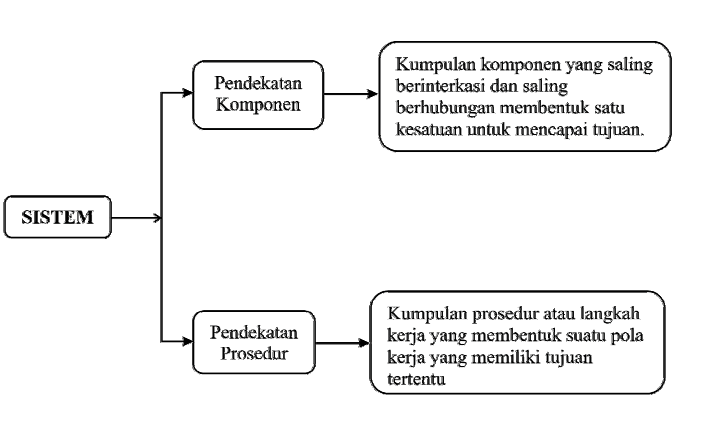 Pendekatan
Komponen
Kumpulan komponen yang saling
berinterkasi dan saling
berhubungan membentuk satu
kesatuan untuk mencapai tujuan.
SISTEM
Pendekatan
Prosedur
Kumpulan prosedur atau langkah
kerja yang membentuk suatu pola
kerja yang memiliki tujuan
tertentu